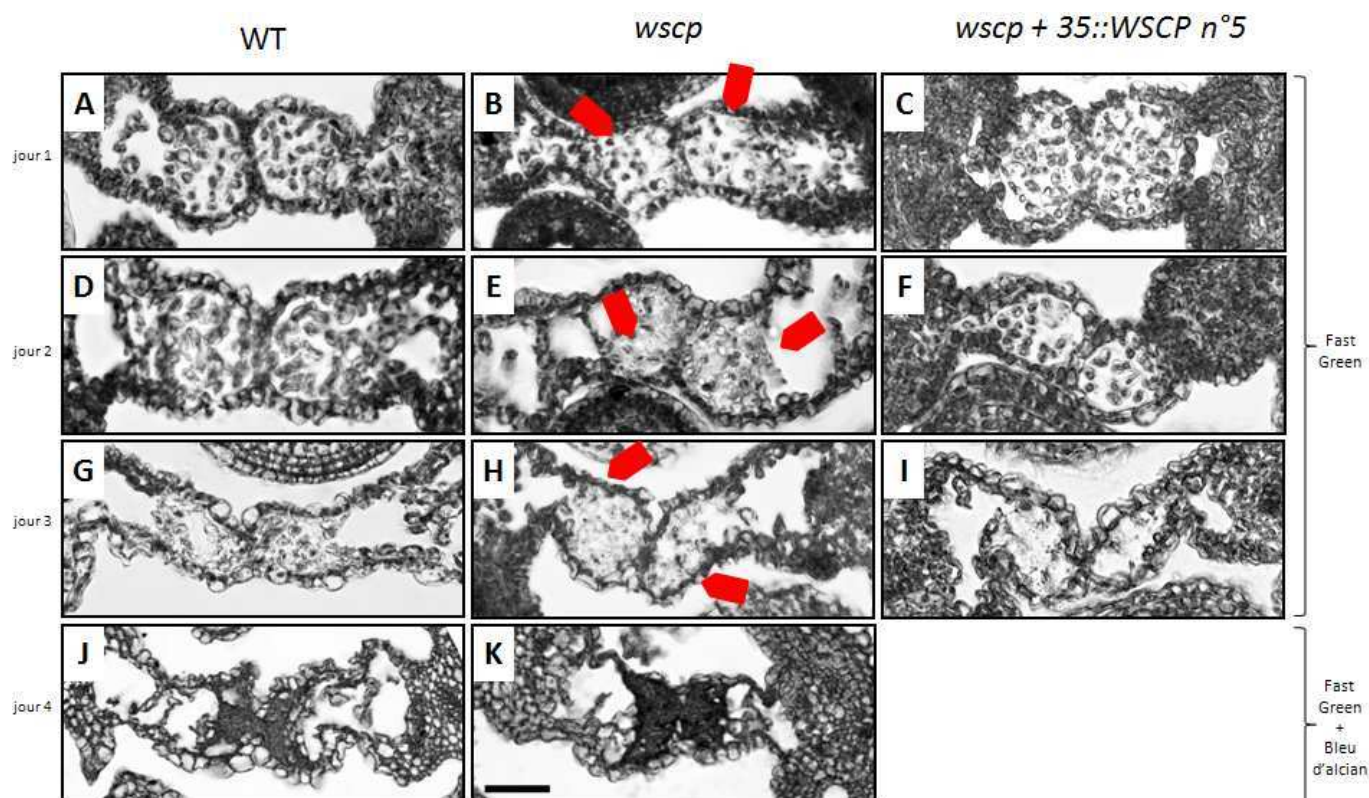 WT
wscp
wscp + 35::WSCP n°5
A
B
C
jour 1
D
E
F
jour 2
Fast
Green
G
H
I
jour 3
J
K
jour 4
Fast
Green
+
Bleu
d'alcian